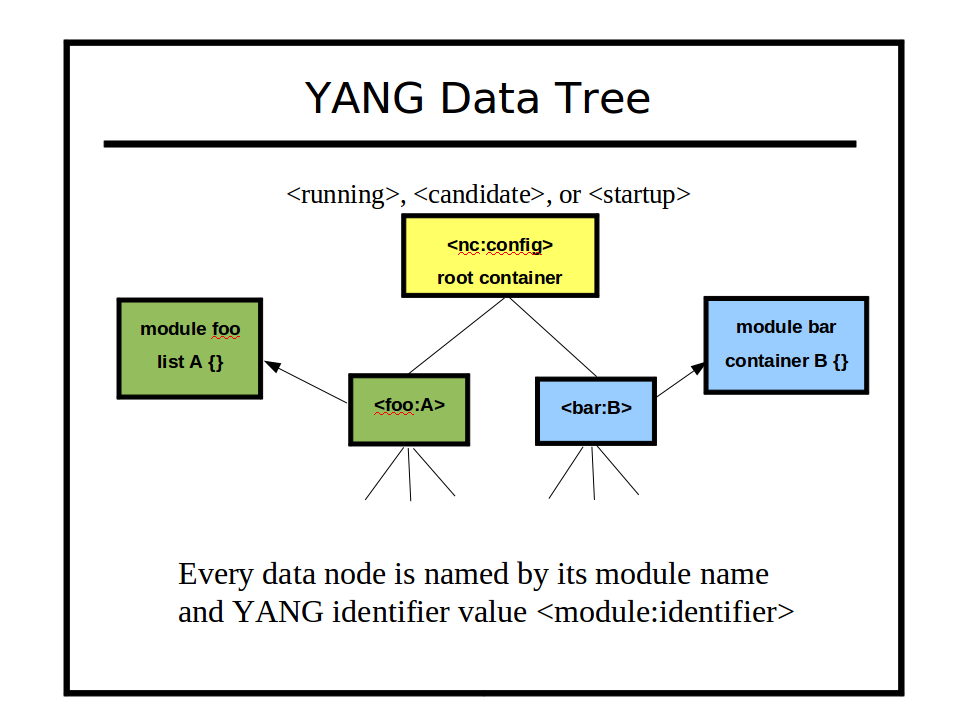 YANG Data Tree
<running>, <candidate>, or <startup>
<nc:config>
root container
module foo
list A {}
module bar
container B {}
<foo:A>
<bar:B>
Every data node is named by its module name
and YANG identifier value <module:identifier>